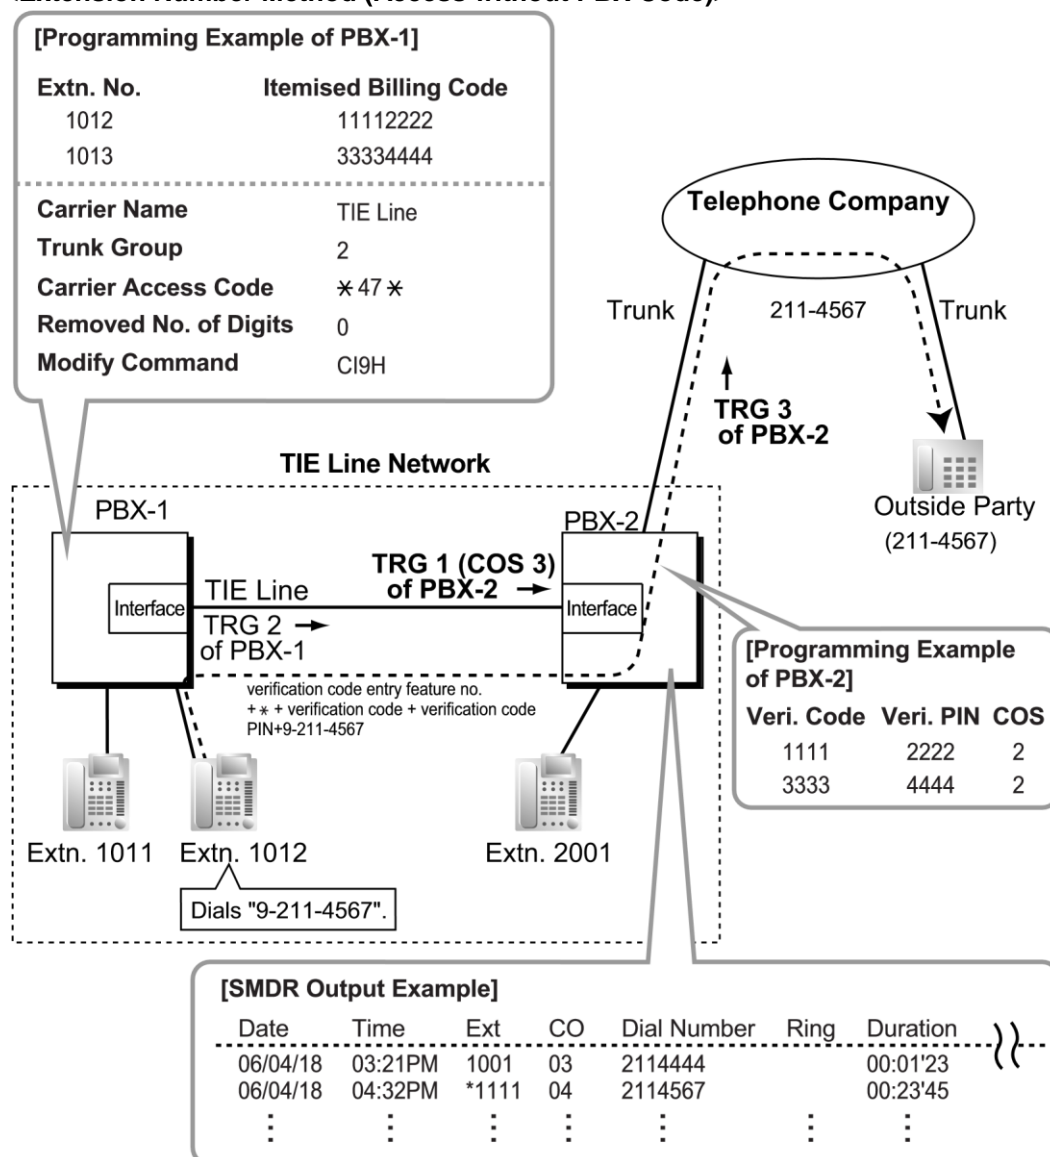 Extension Number Method (Access without PBX Code)
[Programming Example of PBX-1]
Extn. No. Itemised Billing Code
1012 11112222
1013 33334444
Carrier Name TIE Line
Trunk Group 2
Carrier Access Code ✳47✳
Removed No. of Digits 0
Modify Command CI9H
Telephone Company
Trunk 211-4567 Trunk
TRG 3
of PBX-2
Outside Party
(211-4567)
TIE Line Network
PBX-1
PBX-2
Interface
TIE Line
TRG 2
of PBX-1
TRG 1 (COS 3)
of PBX-2
Interface
verification code entry feature no.
+ ✳ + verification code + verification code
PIN+9-211-4567
[Programming Example
of PBX-2]
Veri. Code Veri. PIN COS
1111 2222 2
3333 4444 2
Extn. 1011 Extn. 1012 Extn. 2001
Dials "9-211-4567".
[SMDR Output Example]
Date Time Ext CO Dial Number Ring Duration
06/04/18 03:21PM 1001 03 2114444 00:01'23
06/04/18 04:32PM *1111 04 2114567 00:23'45